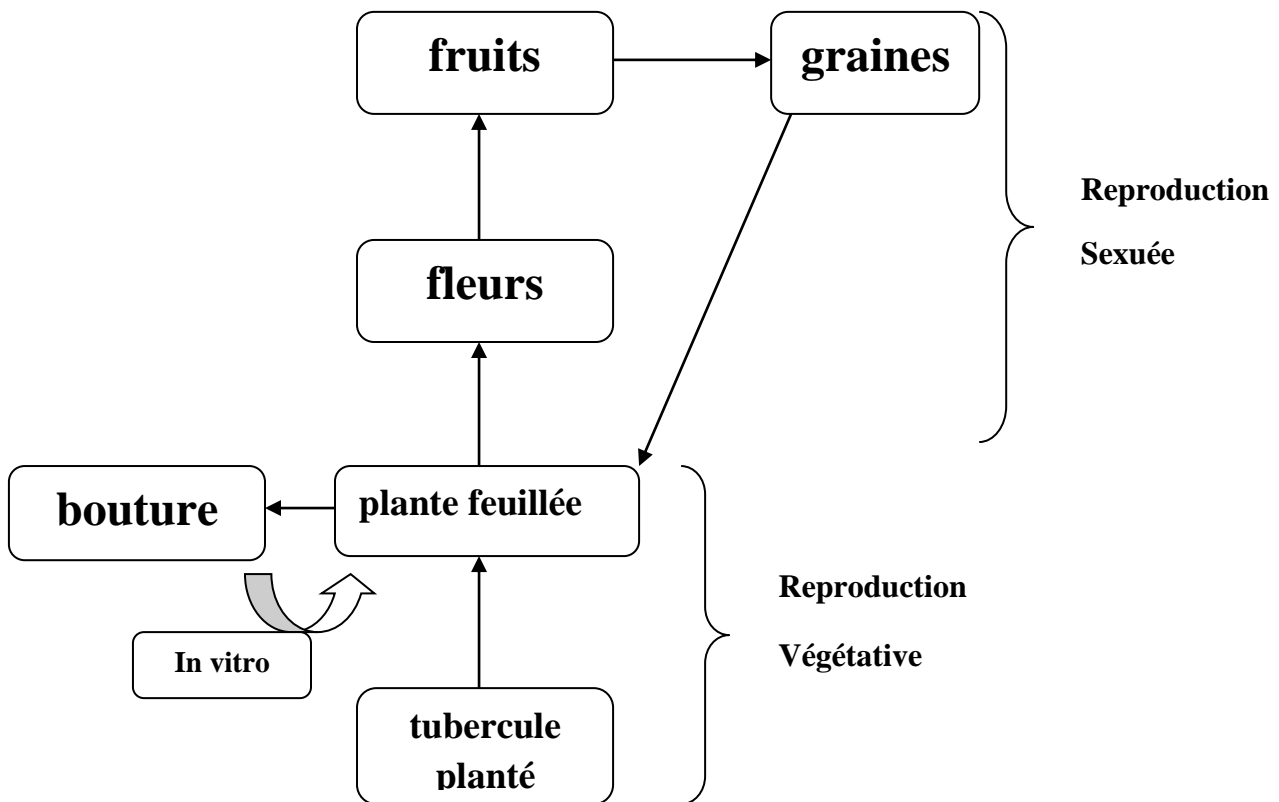 fruits
graines
Reproduction
Sexuée
fleurs
bouture
plante feuillée
Reproduction
Végétative
In vitro
tubercule
planté